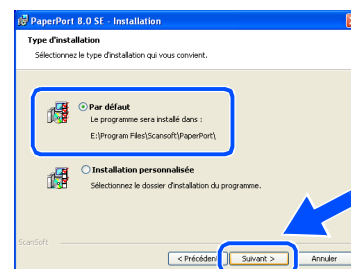 PaperPort 8.0 SE - Installation
Type d'installation
Sélectionnez le type d'installation qui vous convient.
Par défaut
Le programme sera installé dans :
E:\Program Files\Scansoft\PaperPort\
Installation personnalisée
Sélectionnez le dossier d'installation du programme.
ScanSoft
< Précéden Suivant > Annuler